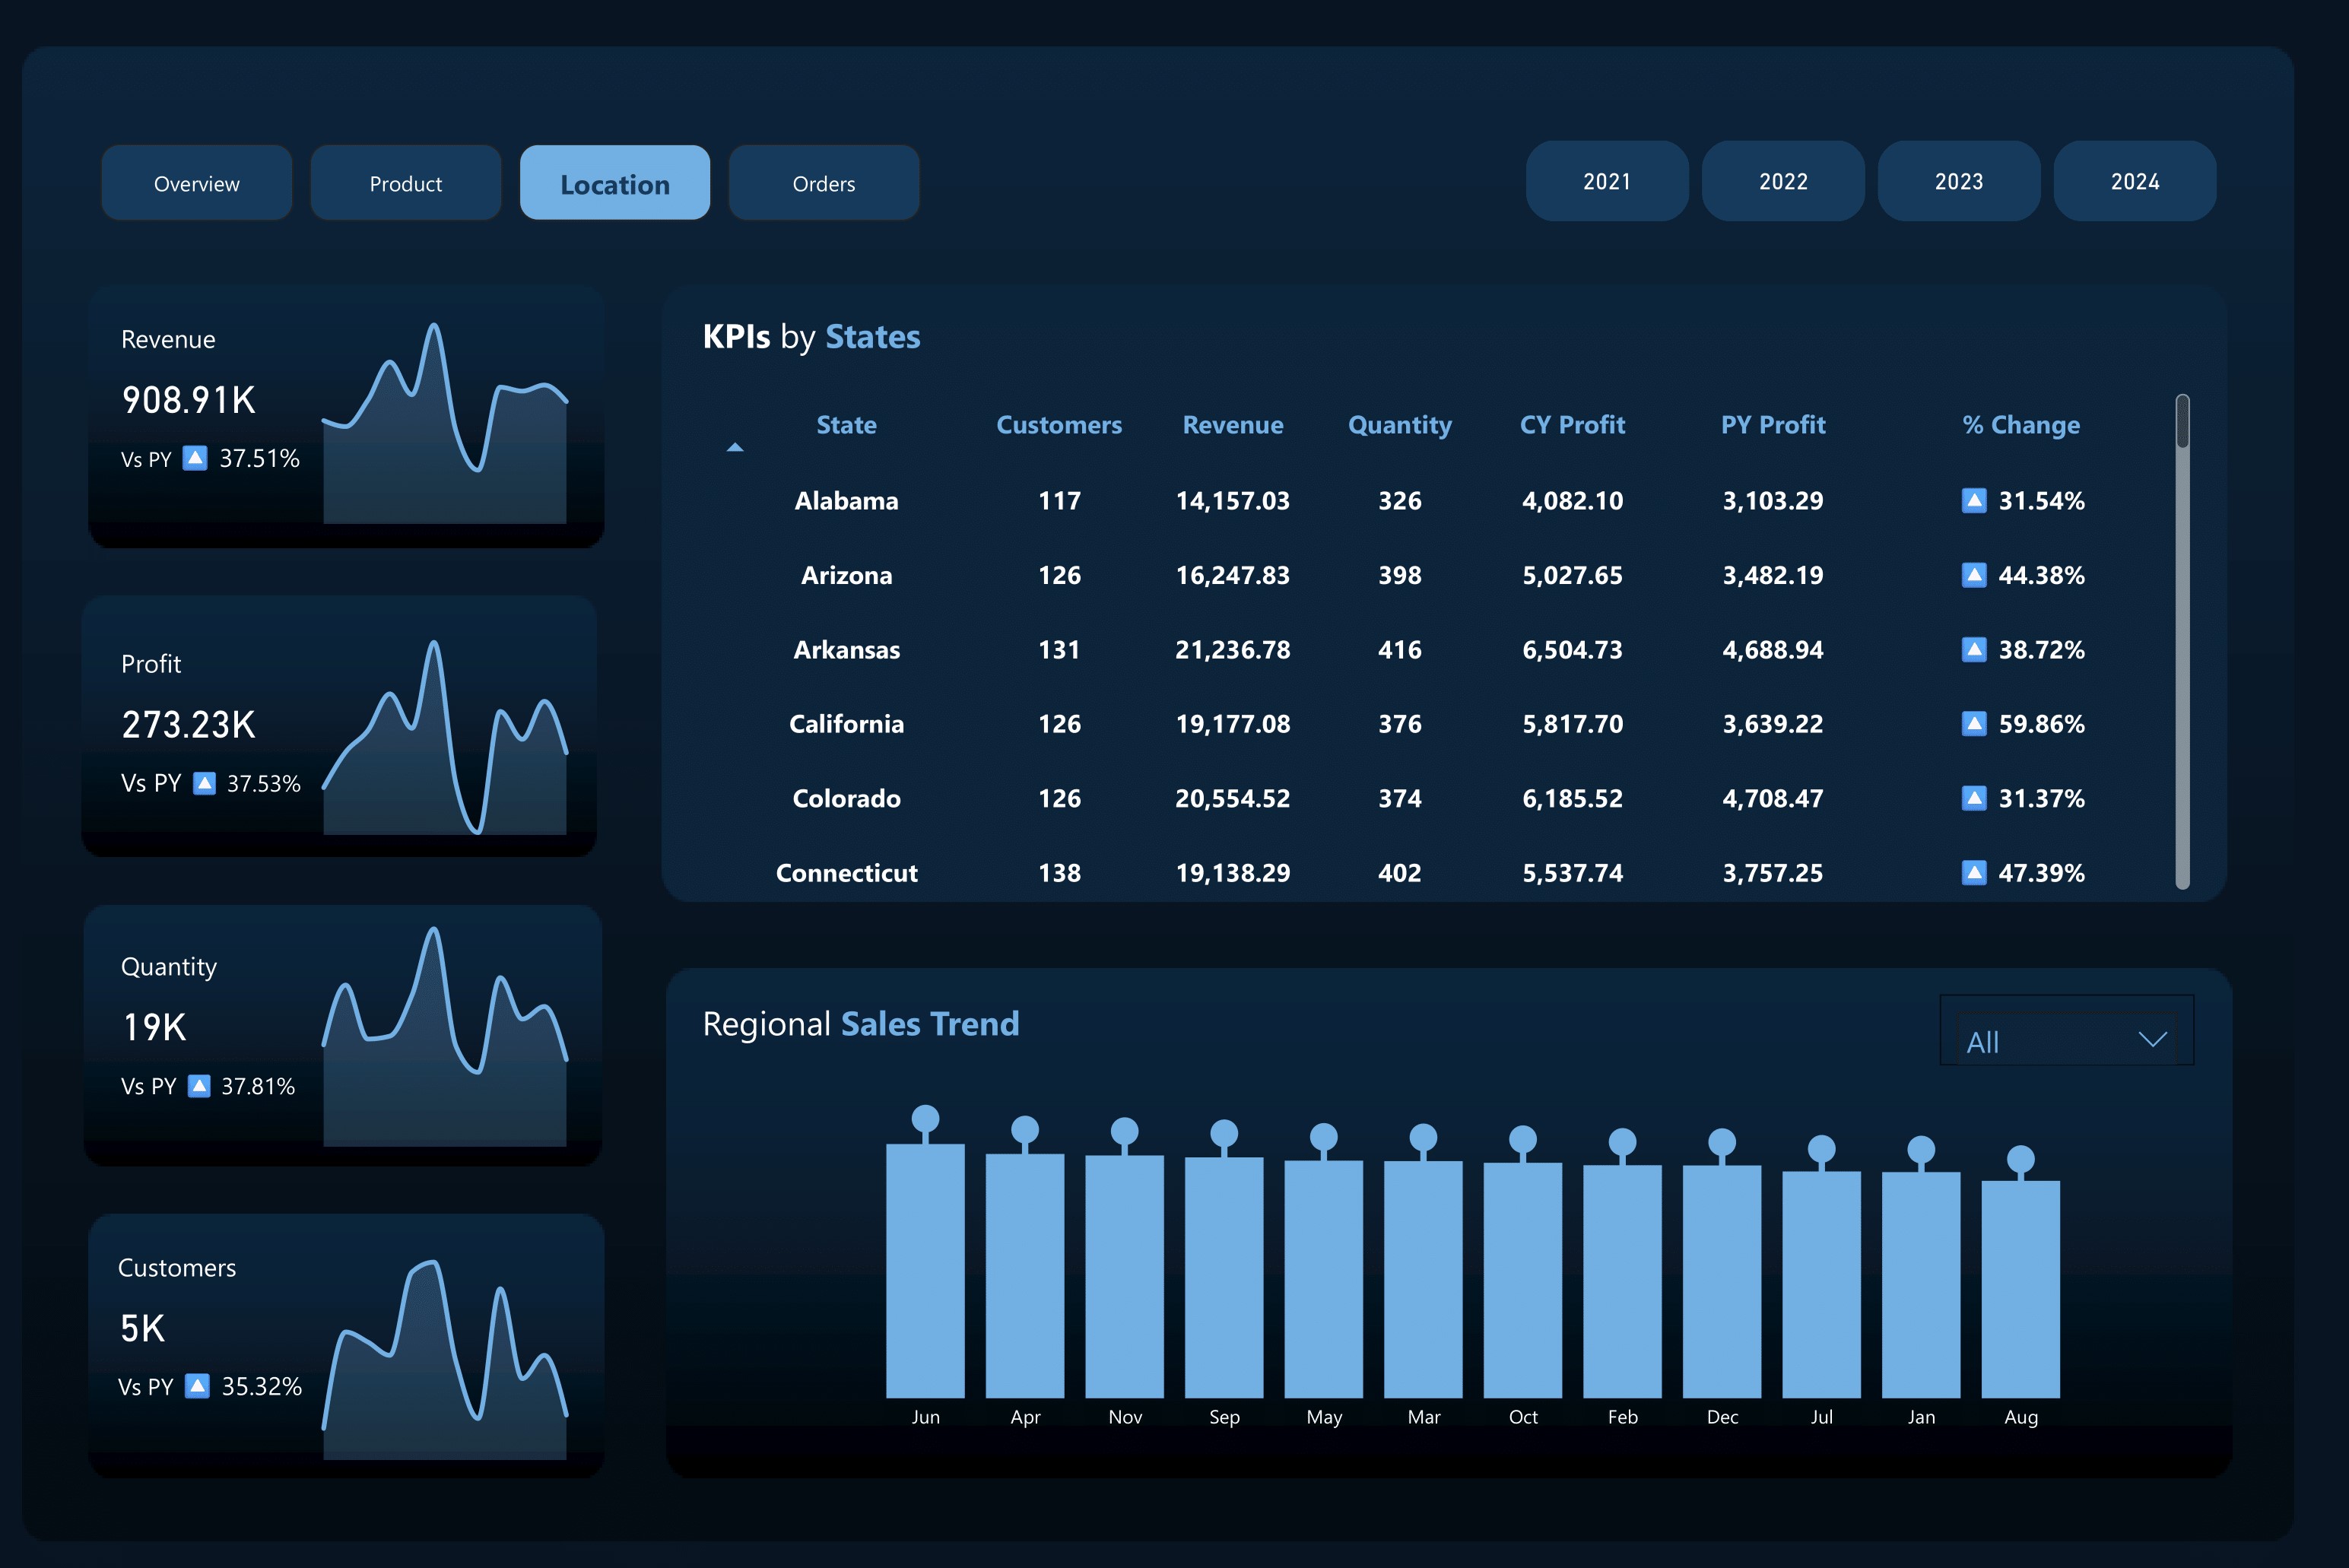 Overview Product Location Orders 2021 2022 2023 2024
Revenue
908.91K
Vs PY 37.51%
Profit
273.23K
Vs PY 37.53%
Quantity
19K
Vs PY 37.81%
Customers
5K
Vs PY 35.32%
KPIs by States
State Customers Revenue Quantity CY Profit PY Profit % Change
Alabama 117 14,157.03 326 4,082.10 3,103.29 31.54%
Arizona 126 16,247.83 398 5,027.65 3,482.19 44.38%
Arkansas 131 21,236.78 416 6,504.73 4,688.94 38.72%
California 126 19,177.08 376 5,817.70 3,639.22 59.86%
Colorado 126 20,554.52 374 6,185.52 4,708.47 31.37%
Connecticut 138 19,138.29 402 5,537.74 3,757.25 47.39%
Regional Sales Trend
All
Jun Apr Nov Sep May Mar Oct Feb Dec Jul Jan Aug